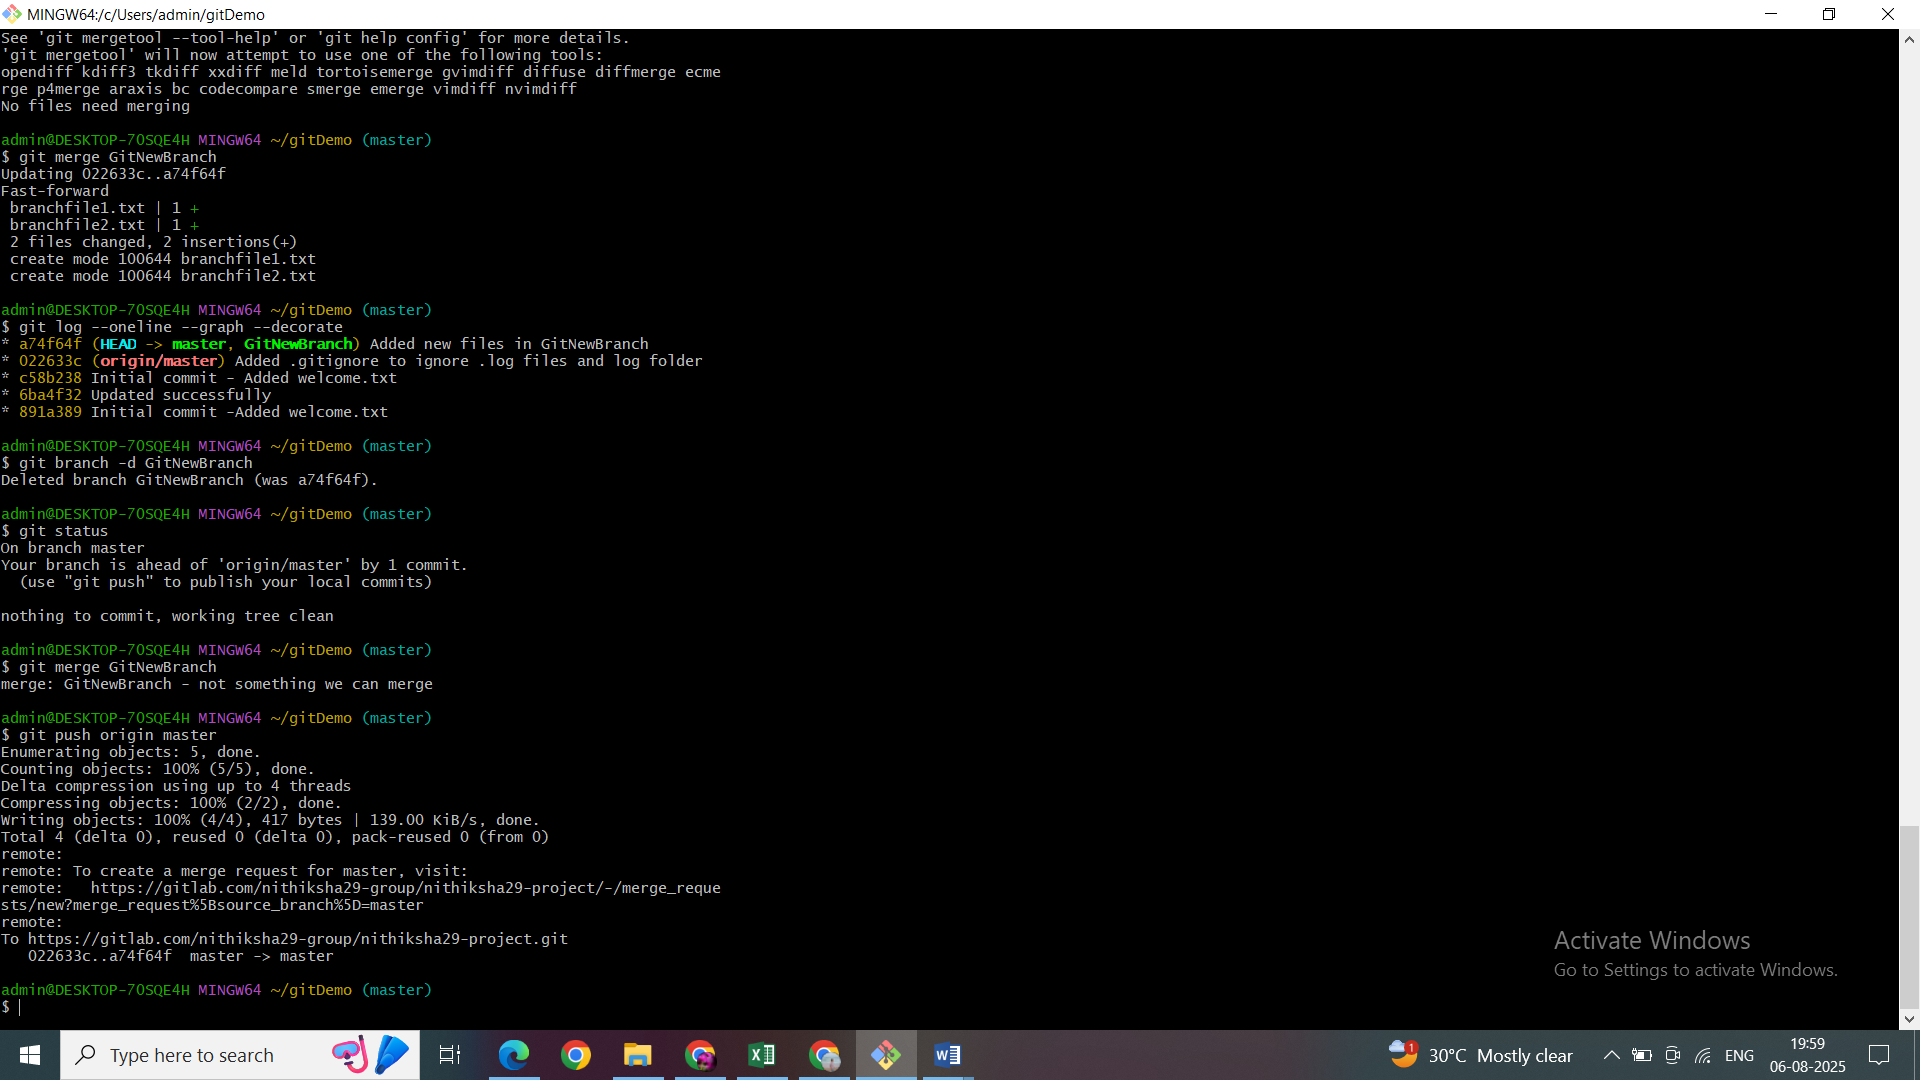 MINGW64:/c/Users/admin/gitDemo
See 'git mergetool --tool-help' or 'git help config' for more details.
'git mergetool' will now attempt to use one of the following tools:
opendiff kdiff3 tkdiff xxdiff meld tortoisemerge gvimdiff diffuse diffmerge ecme
rge p4merge araxis bc codecompare smerge emerge vimdiff nvimdiff
No files need merging
admin@DESKTOP-7OSQE4H MINGW64 ~/gitDemo (master)
$ git merge GitNewBranch
Updating 022633c..a74f64f
Fast-forward
branchfile1.txt | 1 +
branchfile2.txt | 1 +
2 files changed, 2 insertions(+)
create mode 100644 branchfile1.txt
create mode 100644 branchfile2.txt
admin@DESKTOP-7OSQE4H MINGW64 ~/gitDemo (master)
$ git log --oneline --graph --decorate
* a74f64f (HEAD -> master, GitNewBranch) Added new files in GitNewBranch
* 022633c (origin/master) Added .gitignore to ignore .log files and log folder
* c58b238 Initial commit - Added welcome.txt
* 6ba4f32 Updated successfully
* 891a389 Initial commit -Added welcome.txt
admin@DESKTOP-7OSQE4H MINGW64 ~/gitDemo (master)
$ git branch -d GitNewBranch
Deleted branch GitNewBranch (was a74f64f).
admin@DESKTOP-7OSQE4H MINGW64 ~/gitDemo (master)
$ git status
On branch master
Your branch is ahead of 'origin/master' by 1 commit.
(use "git push" to publish your local commits)
nothing to commit, working tree clean
admin@DESKTOP-7OSQE4H MINGW64 ~/gitDemo (master)
$ git merge GitNewBranch
merge: GitNewBranch - not something we can merge
admin@DESKTOP-7OSQE4H MINGW64 ~/gitDemo (master)
$ git push origin master
Enumerating objects: 5, done.
Counting objects: 100% (5/5), done.
Delta compression using up to 4 threads
Compressing objects: 100% (2/2), done.
Writing objects: 100% (4/4), 417 bytes | 139.00 KiB/s, done.
Total 4 (delta 0), reused 0 (delta 0), pack-reused 0 (from 0)
remote:
remote: To create a merge request for master, visit:
remote:   https://gitlab.com/nithiksha29-group/nithiksha29-project/-/merge_reque
sts/new?merge_request%5Bsource_branch%5D=master
remote:
To https://gitlab.com/nithiksha29-group/nithiksha29-project.git
022633c..a74f64f  master -> master
admin@DESKTOP-7OSQE4H MINGW64 ~/gitDemo (master)
$
Activate Windows
Go to Settings to activate Windows.
Type here to search
1
30°C Mostly clear
ENG
19:59
06-08-2025